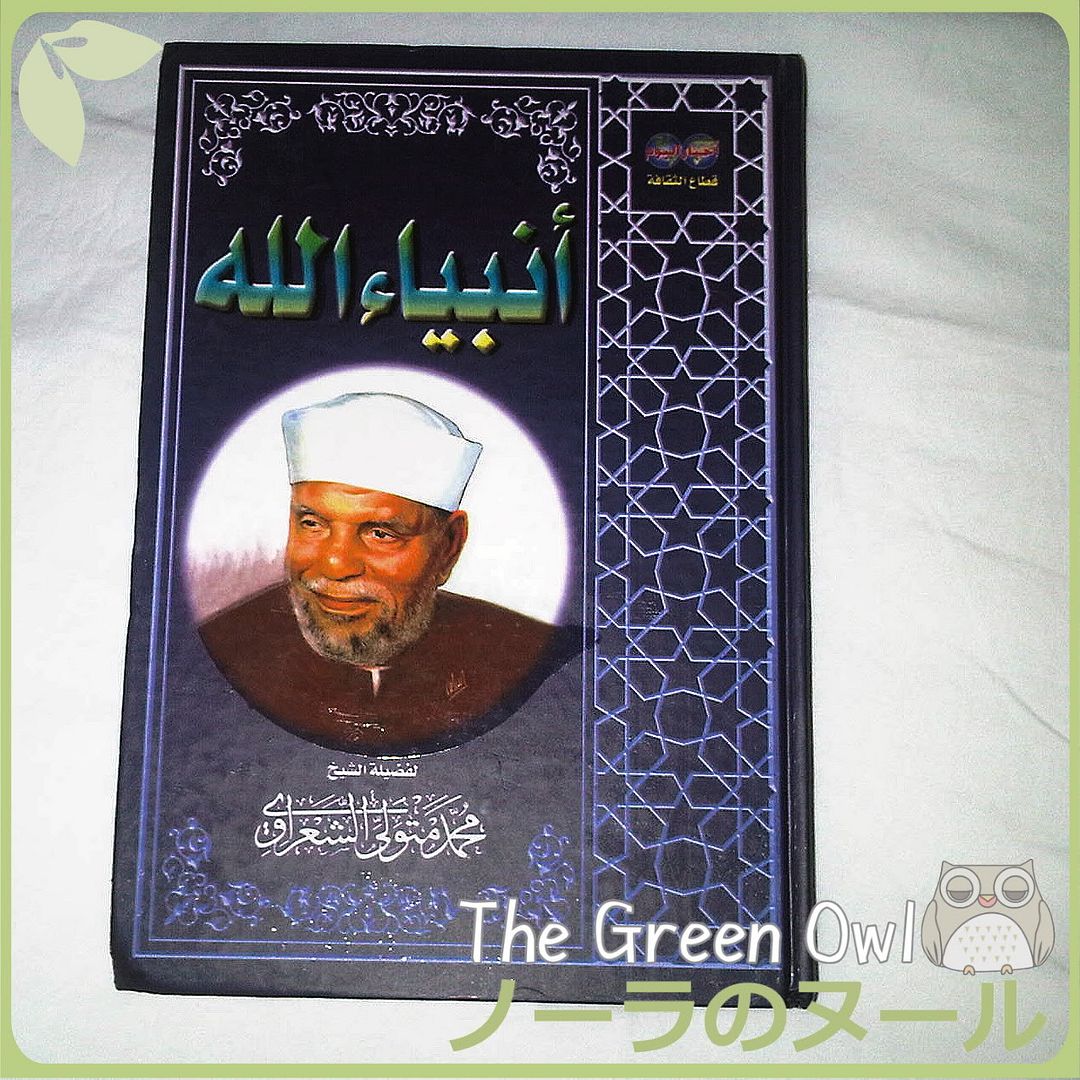 أخبار اليوم
قطاع الثقافة
أنبياء الله
لفضيلة الشيخ
محمد متولى الشعراوي
The Green Owl
ノーラのヌール